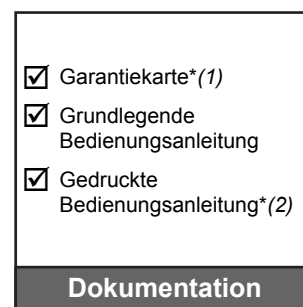 Garantiekarte*(1)
Grundlegende
Bedienungsanleitung
Gedruckte
Bedienungsanleitung*(2)
Dokumentation